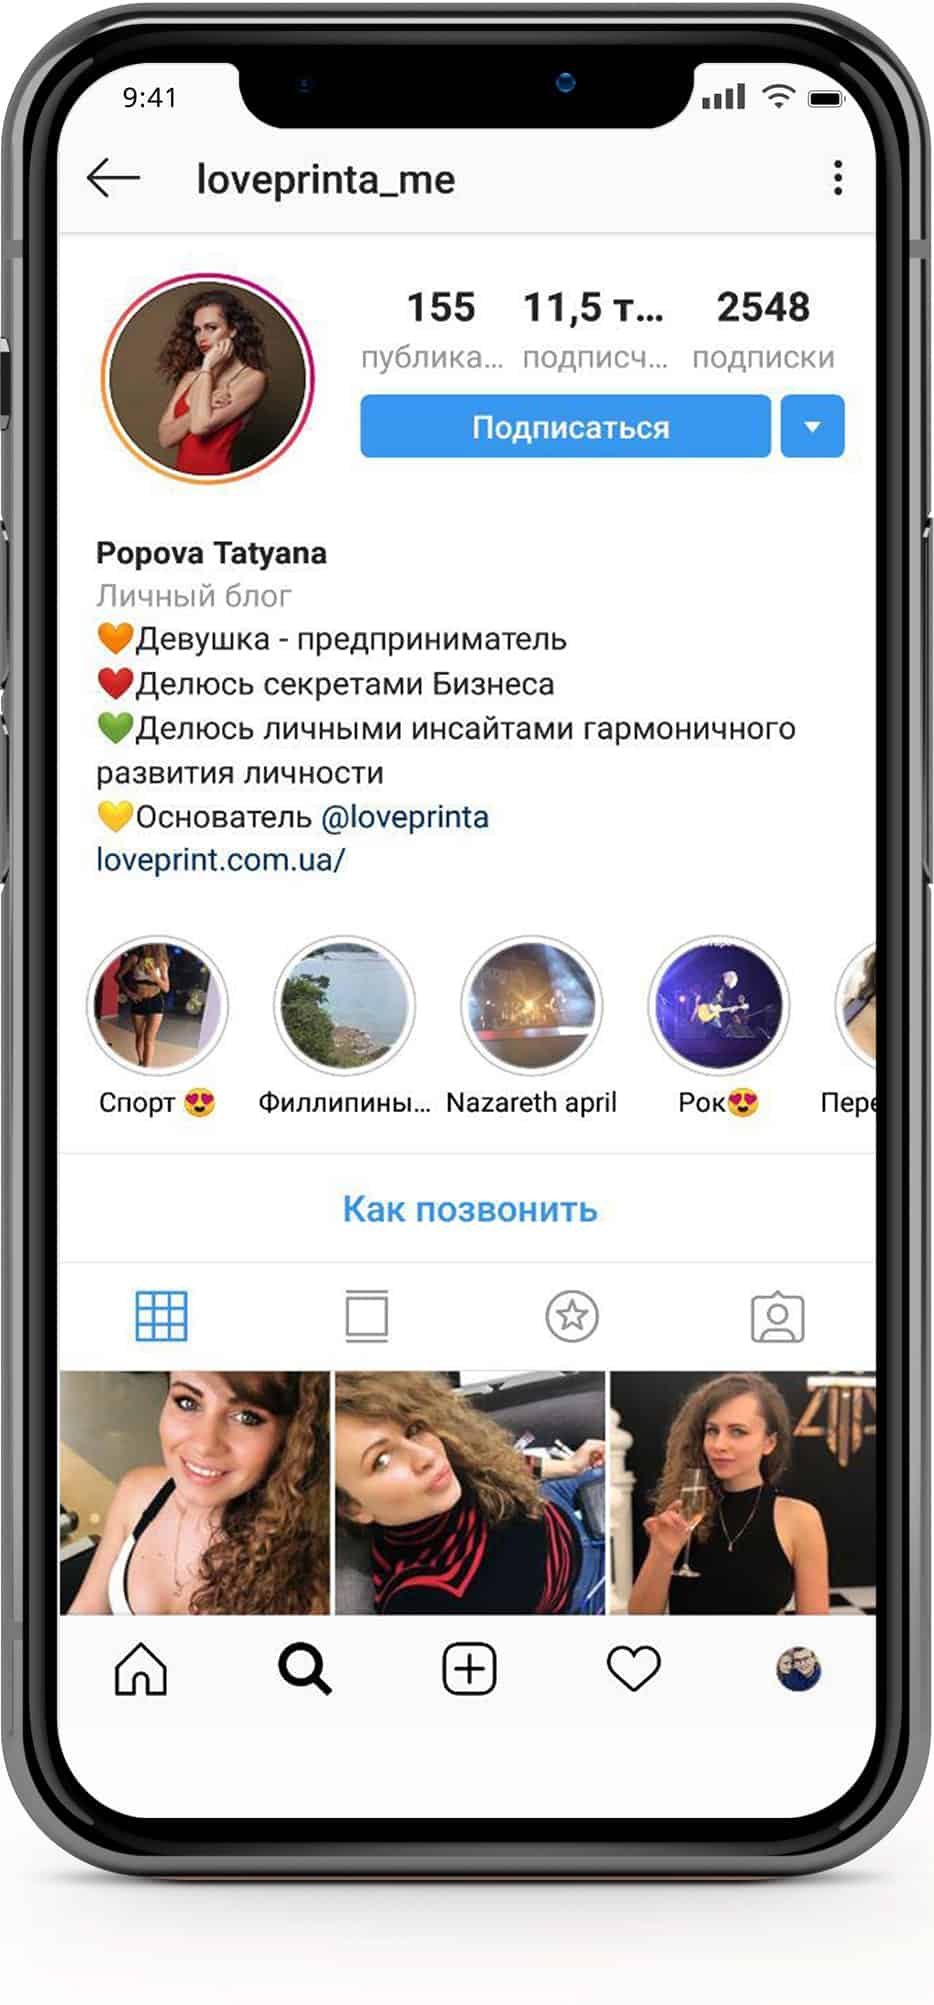 9:41
loveprinta_me
155 11,5 т... 2548
публика... подписч... подписки
Подписаться
Popova Tatyana
Личный блог
🧡Девушка - предприниматель
❤️Делюсь секретами Бизнеса
💚Делюсь личными инсайтами гармоничного
развития личности
💛Основатель @loveprinta
loveprint.com.ua/
Спорт 😍 Филлипины... Nazareth april Рок😍 Пере
Как позвонить